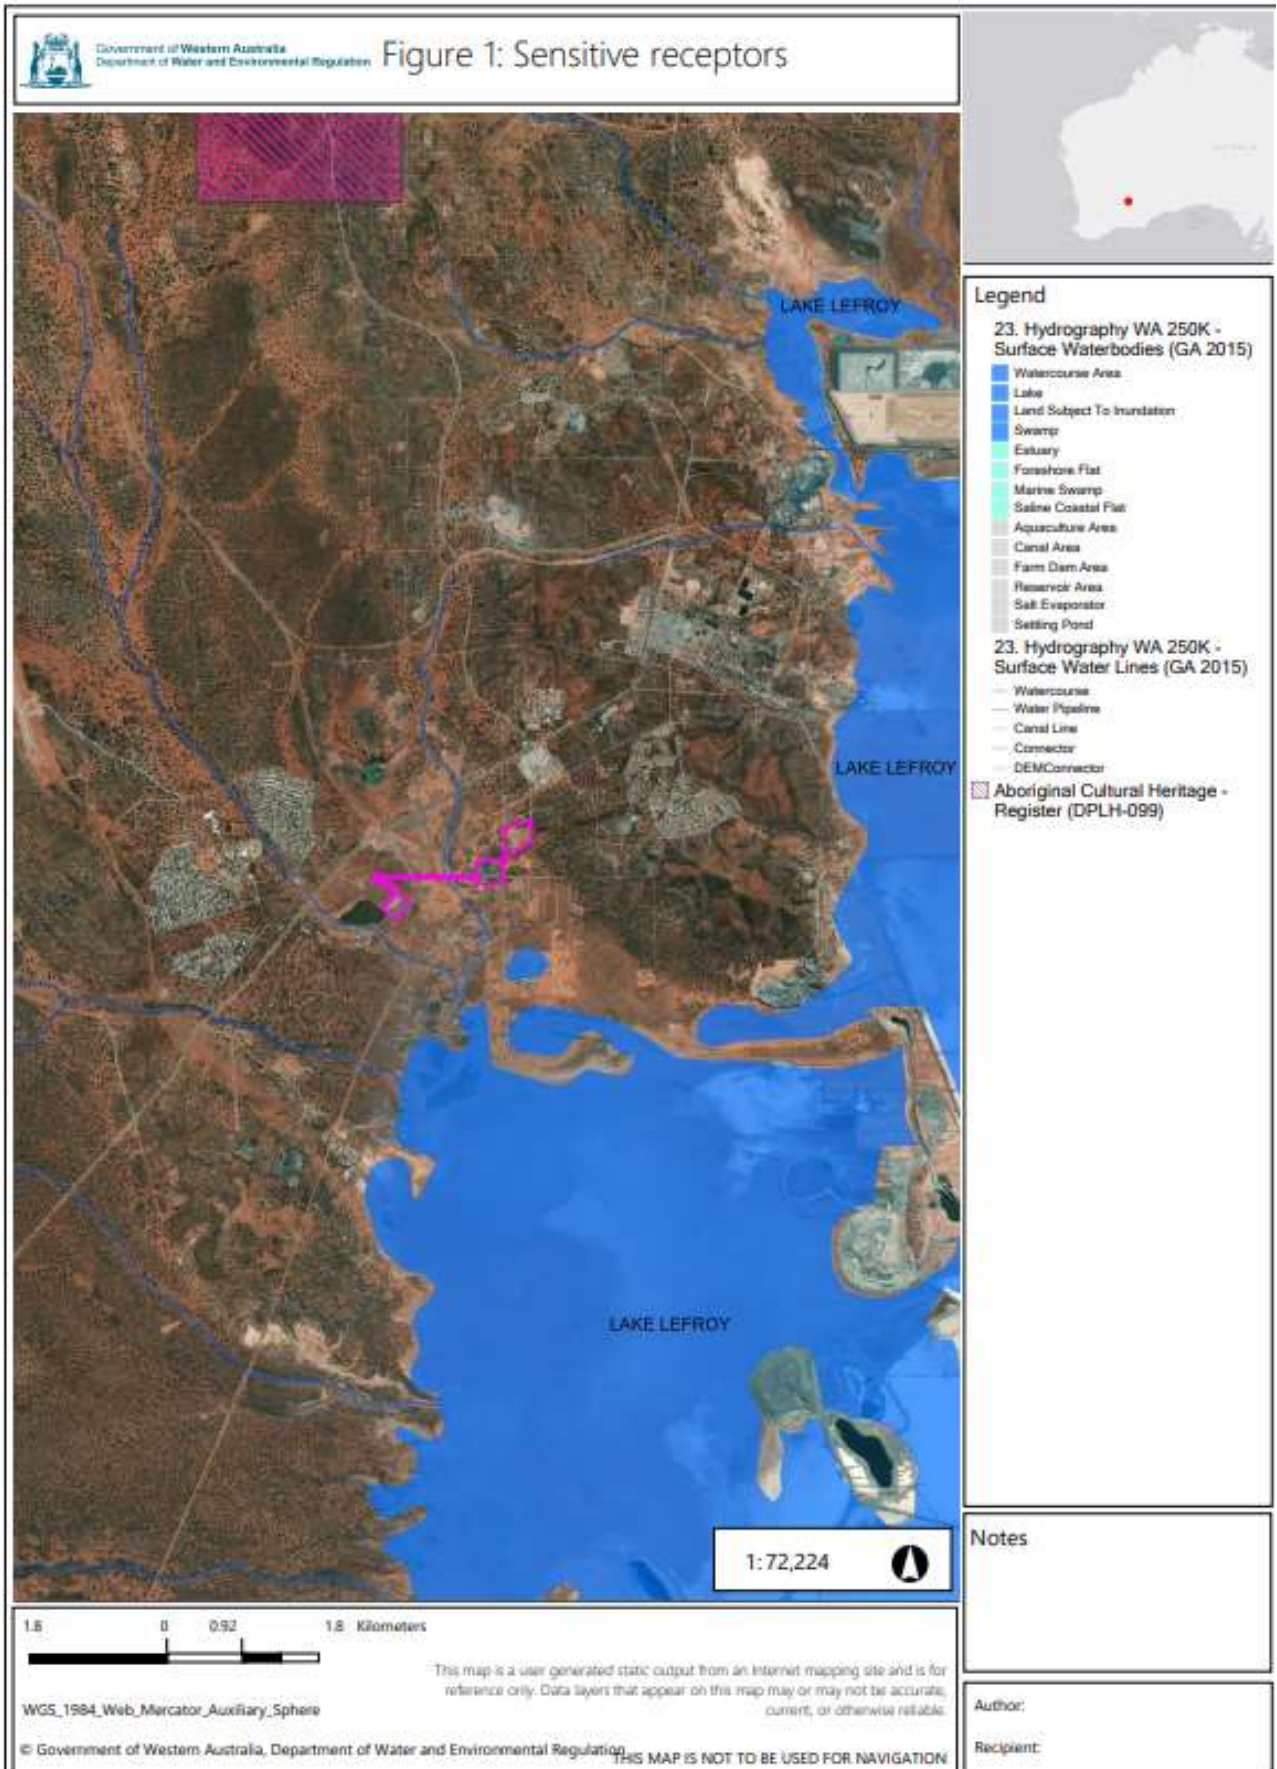 Government of Western Australia
Department of Water and Environmental Regulation
Figure 1: Sensitive receptors
LAKE LEFROY
LAKE LEFROY
LAKE LEFROY
1:72,224
Legend
23. Hydrography WA 250K -
Surface Waterbodies (GA 2015)
Watercourse Area
Lake
Land Subject To Inundation
Swamp
Estuary
Foreshore Flat
Marine Swamp
Saline Coastal Flat
Aquaculture Area
Canal Area
Farm Dam Area
Reservoir Area
Salt Evaporator
Settling Pond
23. Hydrography WA 250K -
Surface Water Lines (GA 2015)
Watercourse
Water Pipeline
Canal Line
Connector
DEMConnector
Aboriginal Cultural Heritage -
Register (DPLH-099)
Notes
1.8 0 0.92 1.8 Kilometers
This map is a user generated static output from an Internet mapping site and is for
reference only. Data layers that appear on this map may or may not be accurate,
current, or otherwise reliable.
WGS_1984_Web_Mercator_Auxiliary_Sphere
© Government of Western Australia, Department of Water and Environmental Regulation
THIS MAP IS NOT TO BE USED FOR NAVIGATION
Author:
Recipient: